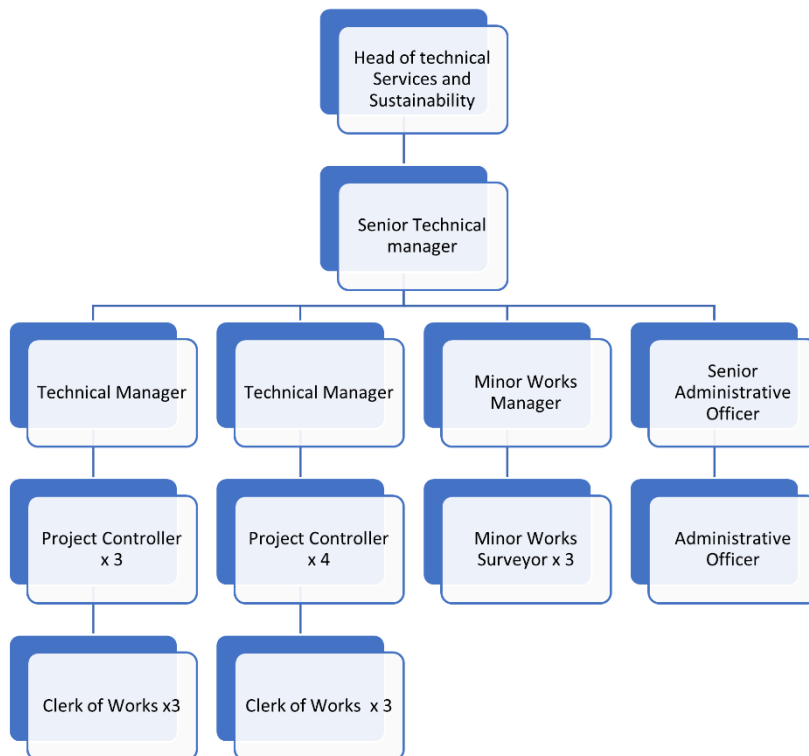 Head of technical
Services and
Sustainability
Senior Technical
manager
Technical Manager
Technical Manager
Minor Works
Manager
Senior
Administrative
Officer
Project Controller
x 3
Project Controller
x 4
Minor Works
Surveyor x 3
Administrative
Officer
Clerk of Works x3
Clerk of Works  x 3